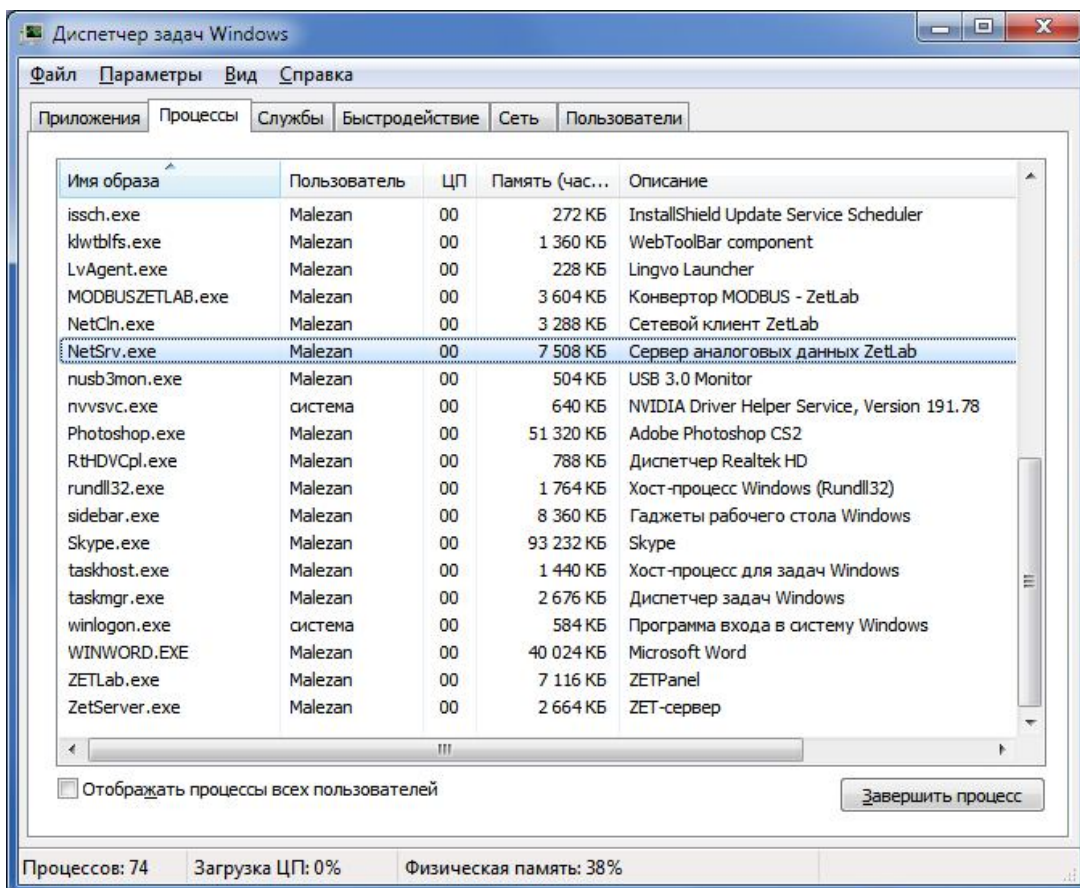 Диспетчер задач Windows
Файл Параметры Вид Справка
Приложения Процессы Службы Быстродействие Сеть Пользователи
Имя образа Пользователь ЦП Память (час... Описание
issch.exe Malezan 00 272 КБ InstallShield Update Service Scheduler
klwtblfs.exe Malezan 00 1 360 КБ WebToolBar component
LvAgent.exe Malezan 00 228 КБ Lingvo Launcher
MODBUSZETLAB.exe Malezan 00 3 604 КБ Конвертор MODBUS - ZetLab
NetCln.exe Malezan 00 3 288 КБ Сетевой клиент ZetLab
NetSrv.exe Malezan 00 7 508 КБ Сервер аналоговых данных ZetLab
nusb3mon.exe Malezan 00 504 КБ USB 3.0 Monitor
nvvsvc.exe система 00 640 КБ NVIDIA Driver Helper Service, Version 191.78
Photoshop.exe Malezan 00 51 320 КБ Adobe Photoshop CS2
RtHDVCpl.exe Malezan 00 788 КБ Диспетчер Realtek HD
rundll32.exe Malezan 00 1 764 КБ Хост-процесс Windows (Rundll32)
sidebar.exe Malezan 00 8 360 КБ Гаджеты рабочего стола Windows
Skype.exe Malezan 00 93 232 КБ Skype
taskhost.exe Malezan 00 1 440 КБ Хост-процесс для задач Windows
taskmgr.exe Malezan 00 2 676 КБ Диспетчер задач Windows
winlogon.exe система 00 584 КБ Программа входа в систему Windows
WINWORD.EXE Malezan 00 40 024 КБ Microsoft Word
ZETLab.exe Malezan 00 7 116 КБ ZETPanel
ZetServer.exe Malezan 00 2 664 КБ ZET-сервер
Отображать процессы всех пользователей
Завершить процесс
Процессов: 74 Загрузка ЦП: 0% Физическая память: 38%